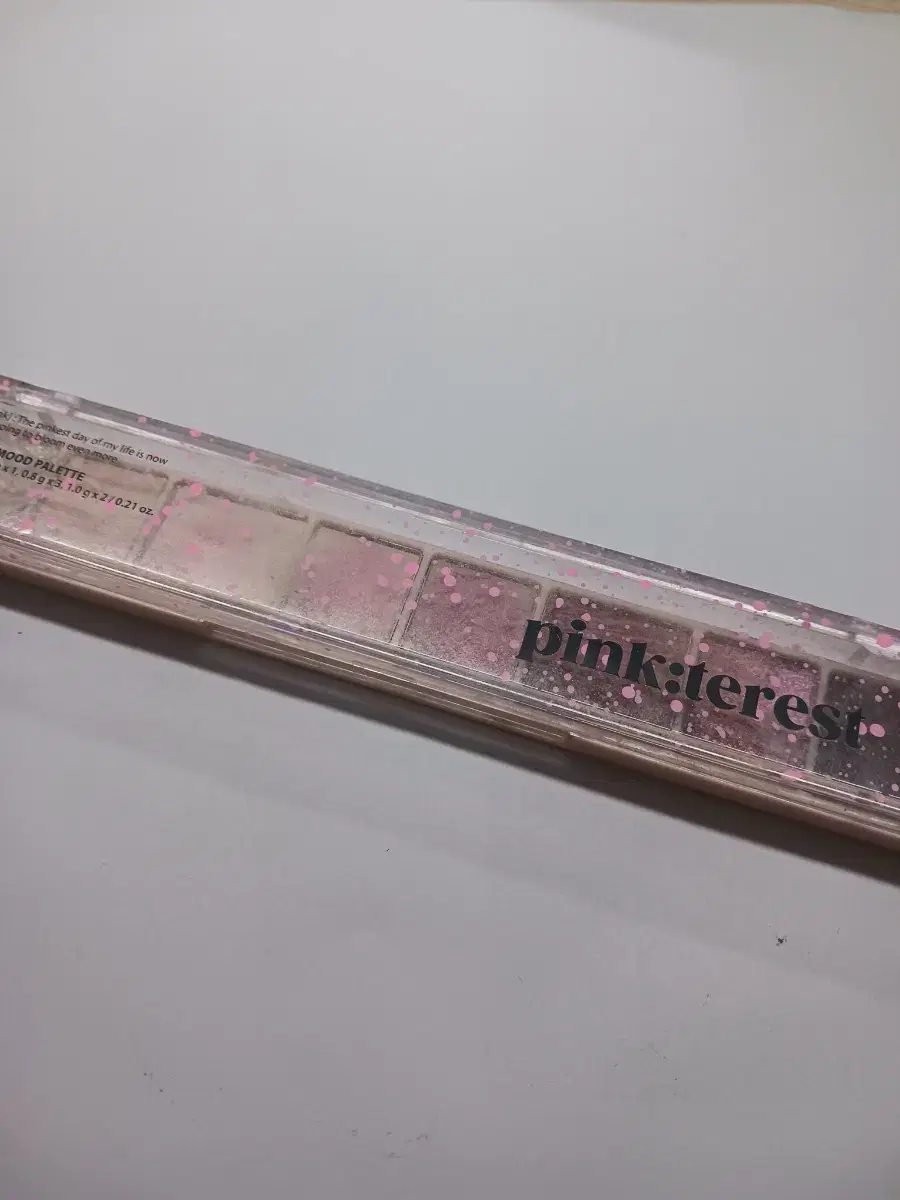 The pinkest day of my life is now
to bloom even more.
MOOD PALETTE
x 1, 0.8 g x 3, 1.0 g x 2 / 0.21 oz.
pink:terest